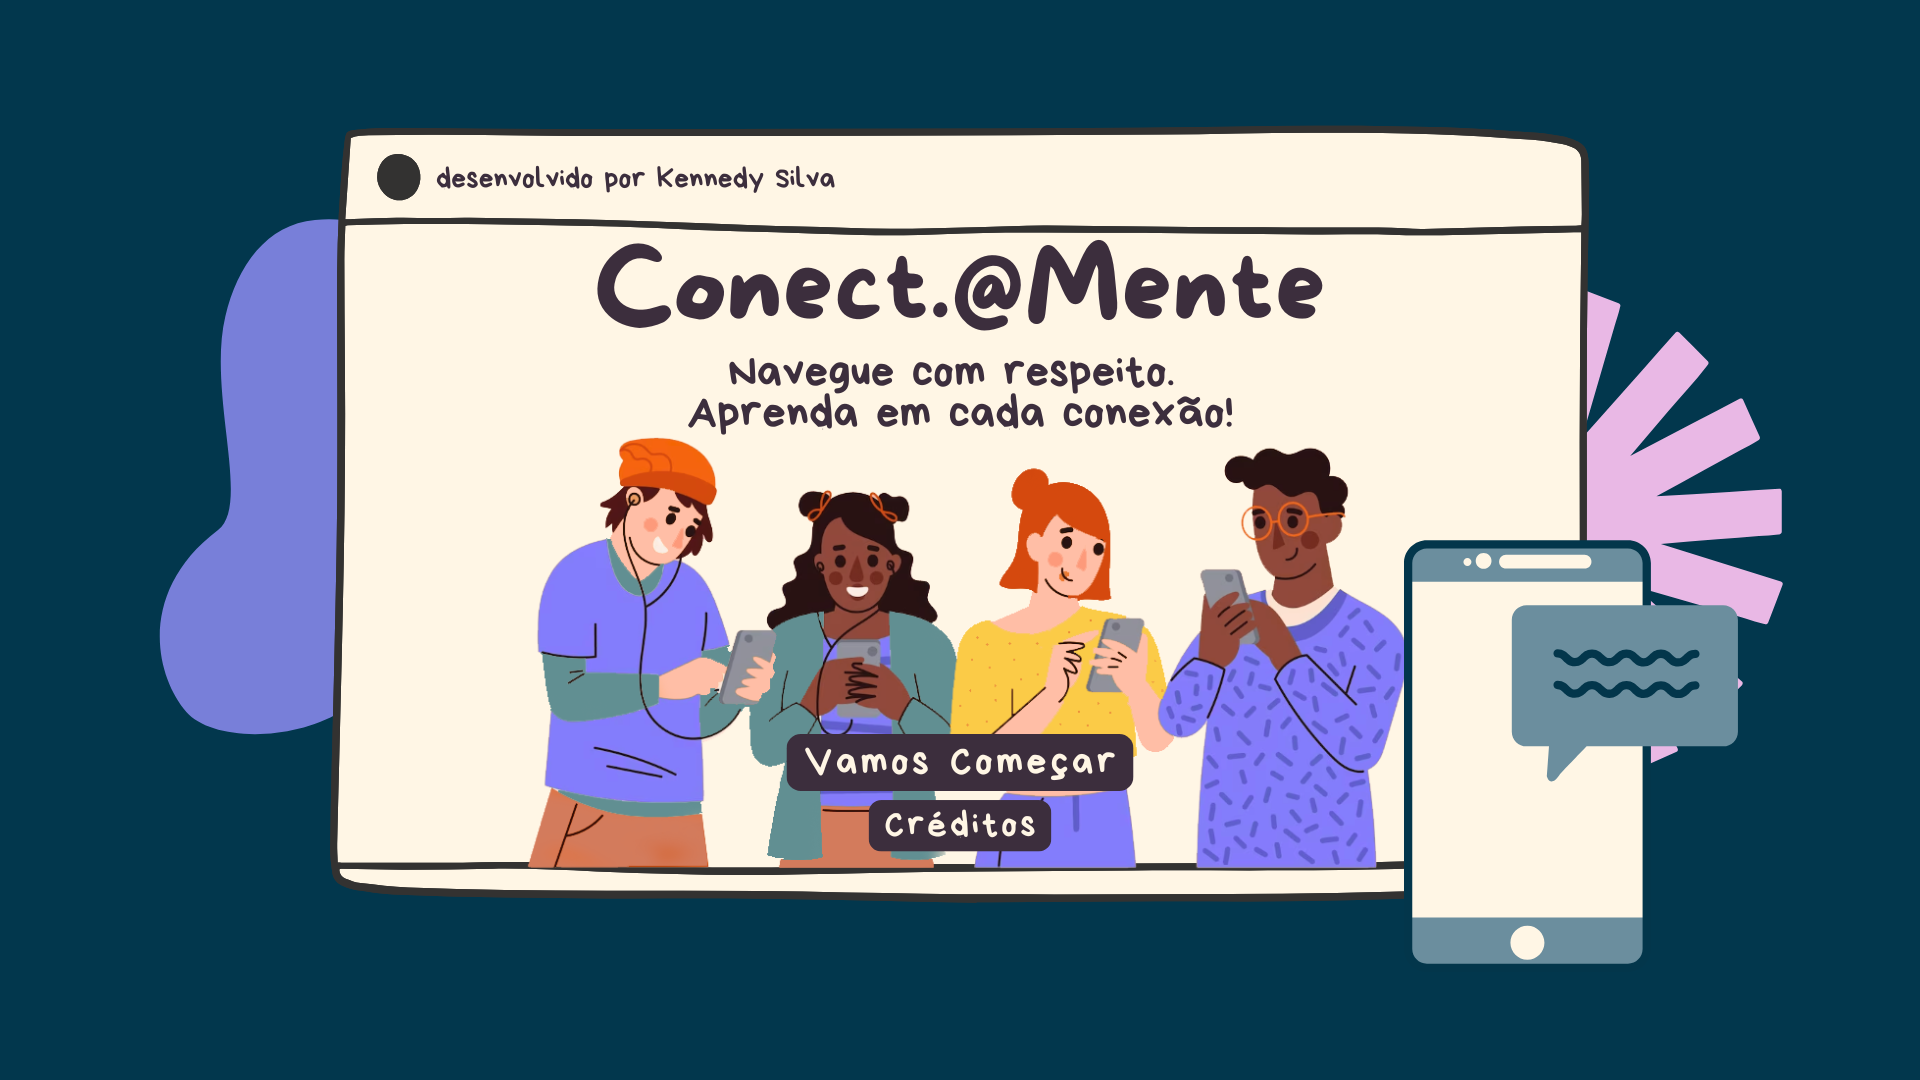 desenvolvido por Kennedy Silva
Conect.@Mente
Navegue com respeito.
Aprenda em cada conexão!
Vamos Começar
Créditos